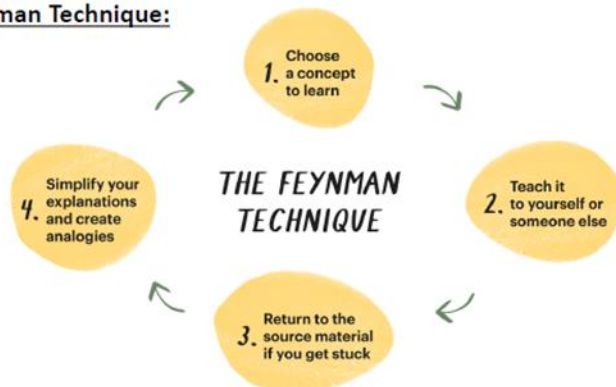 man Technique:
1. Choose
a concept
to learn
2. Teach it
to yourself or
someone else
THE FEYNMAN
TECHNIQUE
3. Return to the
source material
if you get stuck
4. Simplify your
explanations
and create
analogies